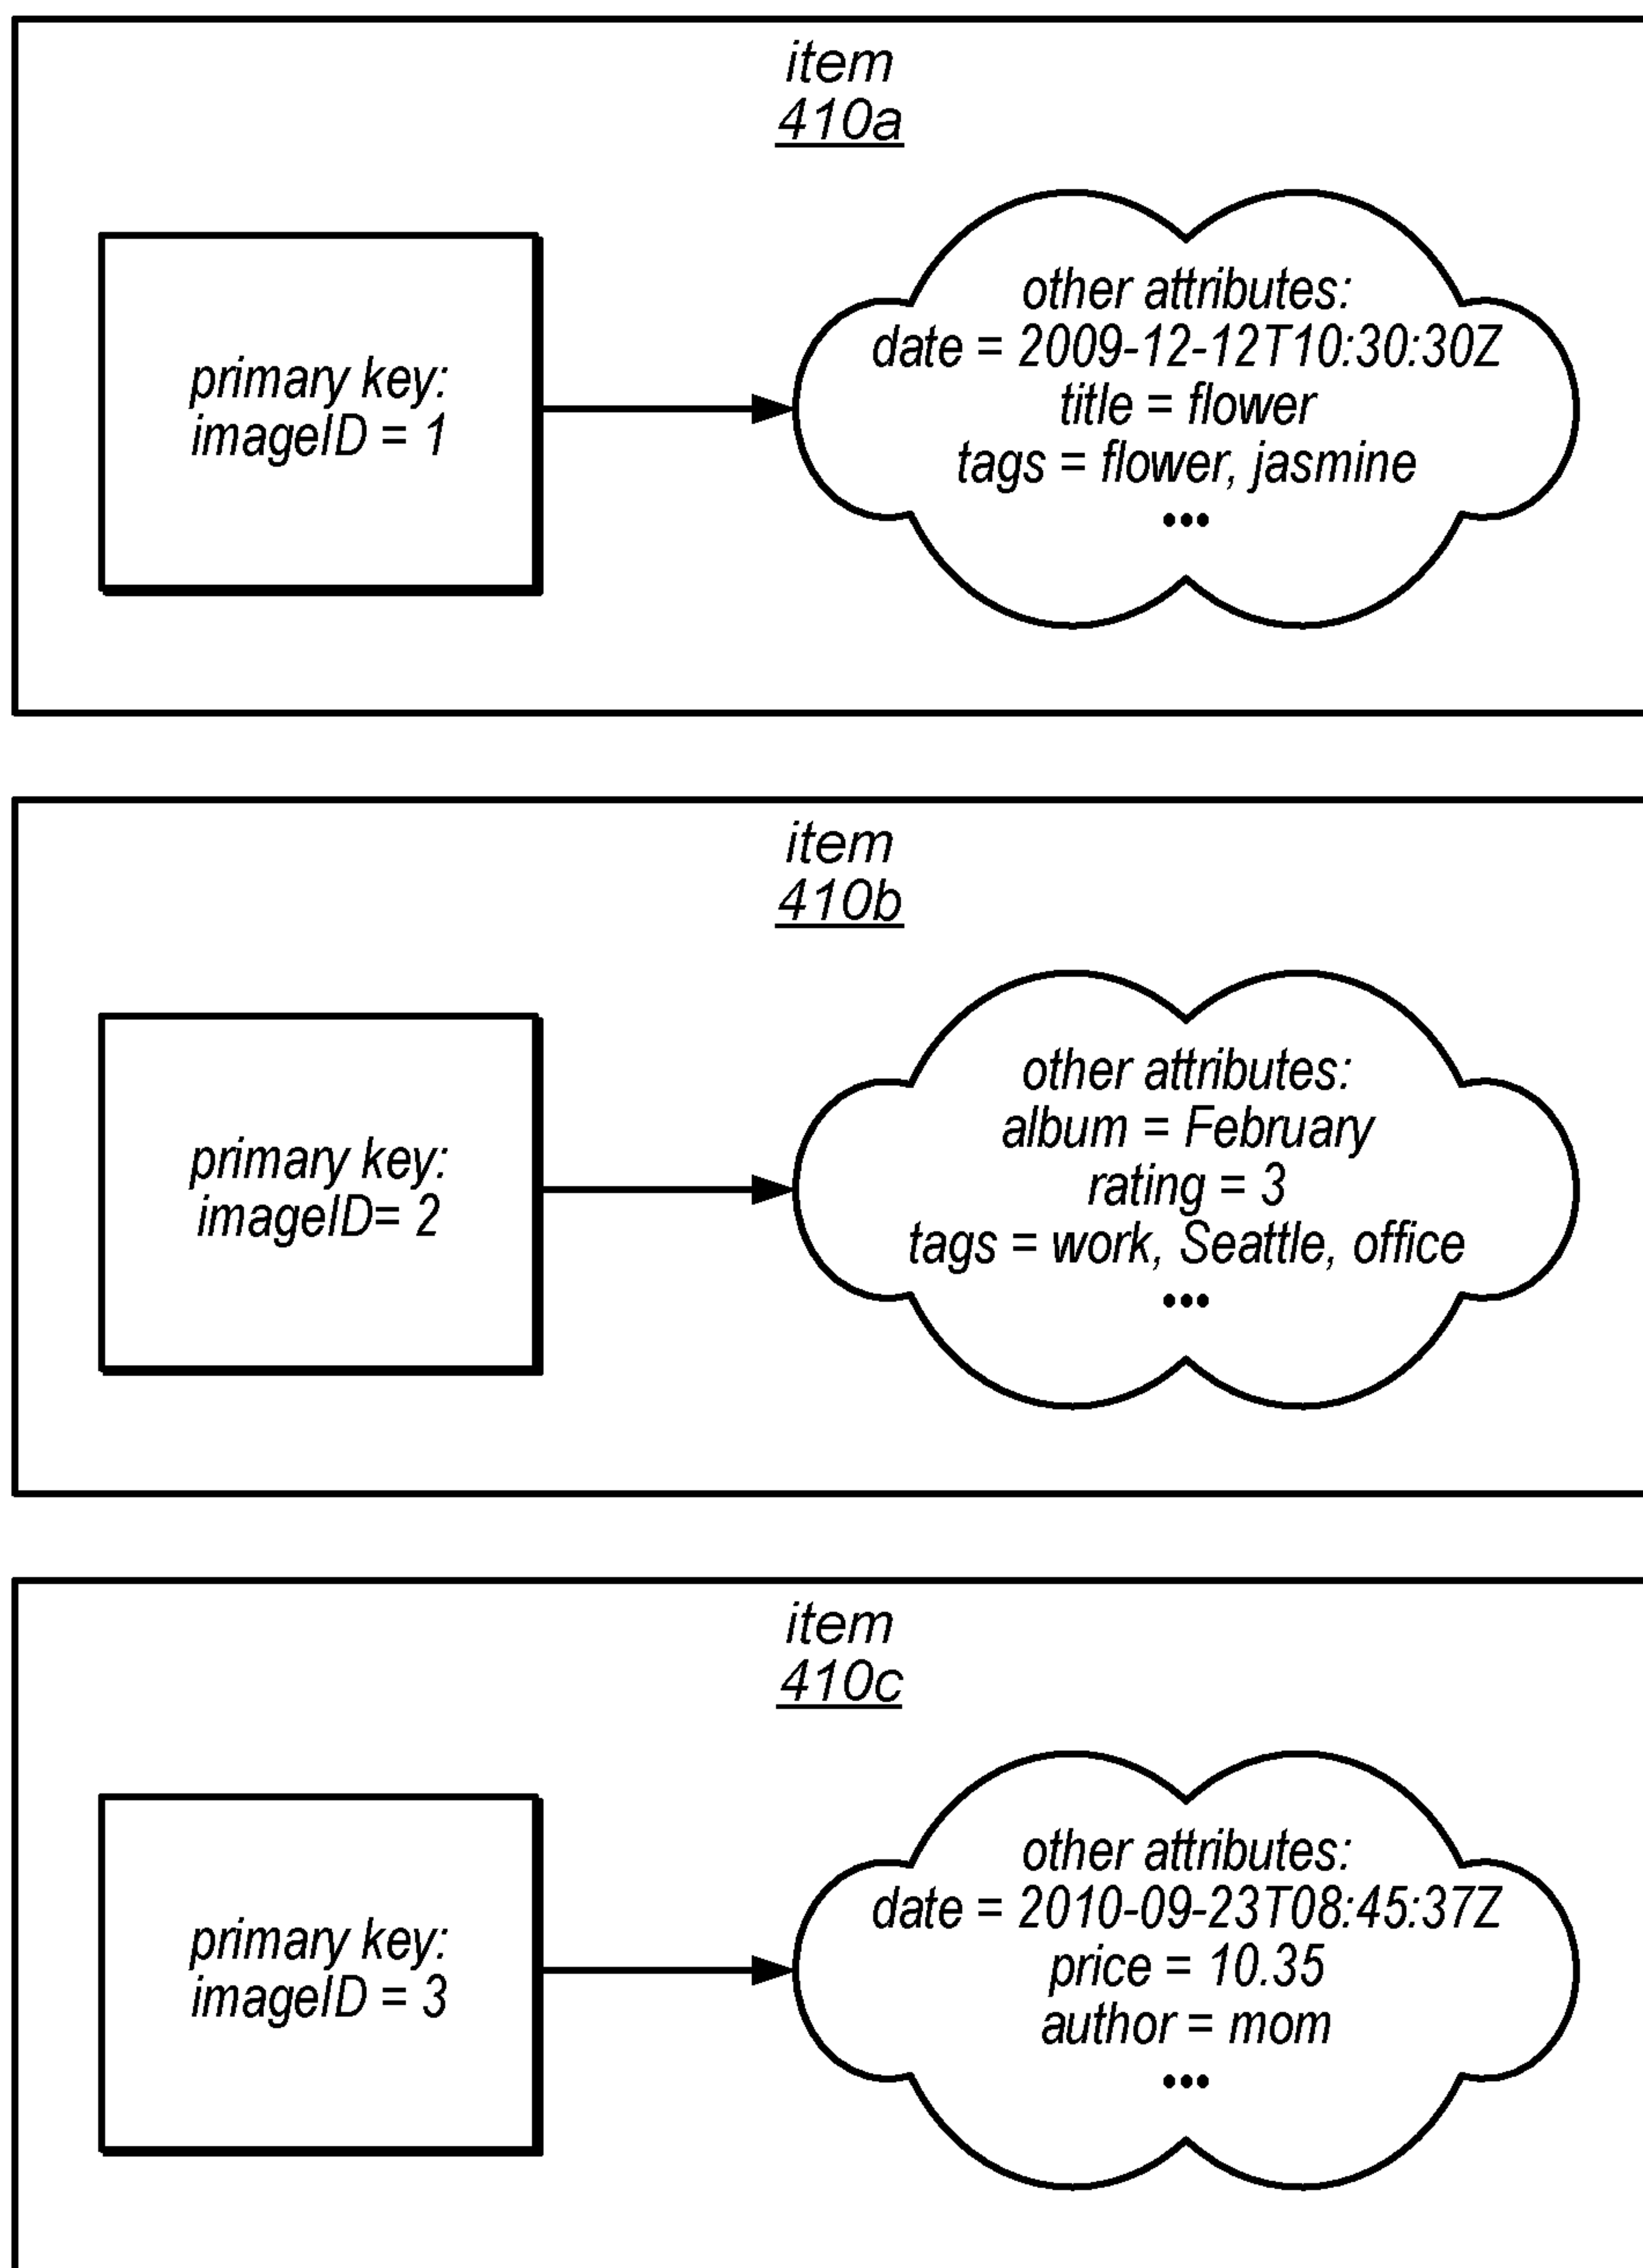 item
410a
primary key:
imageID = 1
other attributes:
date = 2009-12-12T10:30:30Z
title = flower
tags = flower, jasmine
•••
item
410b
primary key:
imageID= 2
other attributes:
album = February
rating = 3
tags = work, Seattle, office
•••
item
410c
primary key:
imageID = 3
other attributes:
date = 2010-09-23T08:45:37Z
price = 10.35
author = mom
•••